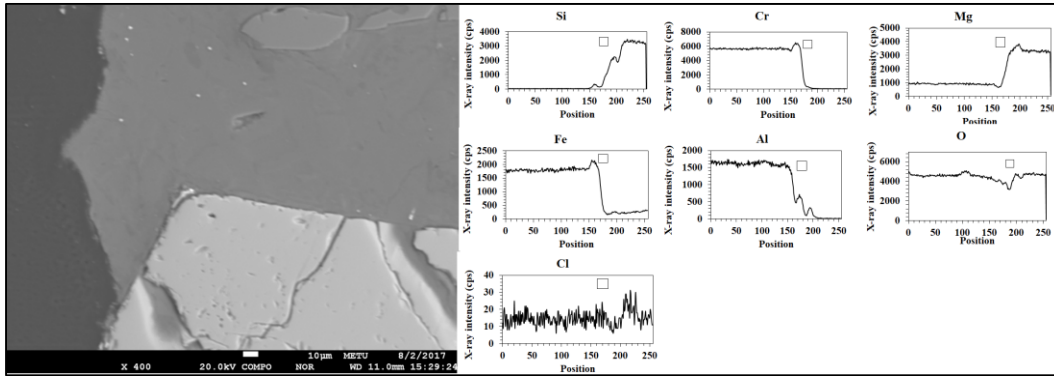 10µm METU 8/2/2017
X 400 20.0kV COMPO NOR WD 11.0mm 15:29:24
Si
X-ray intensity (cps)
4000
3000
2000
1000
0
0 50 100 150 200 250
Position
Cr
X-ray intensity (cps)
8000
6000
4000
2000
0
0 50 100 150 200 250
Position
Mg
X-ray intensity (cps)
5000
4000
3000
2000
1000
0
0 50 100 150 200 250
Position
Fe
X-ray intensity (cps)
2500
2000
1500
1000
500
0
0 50 100 150 200 250
Position
Al
X-ray intensity (cps)
2000
1500
1000
500
0
0 50 100 150 200 250
Position
O
X-ray intensity (cps)
6000
4000
2000
0
0 50 100 150 200 250
Position
Cl
X-ray intensity (cps)
40
30
20
10
0
0 50 100 150 200 250
Position